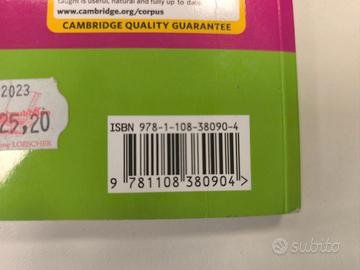 taught is useful, natural and fully up to date.
www.cambridge.org/corpus
CAMBRIDGE QUALITY GUARANTEE
2023
25,20
LOESCHER
ISBN 978-1-108-38090-4
9 781108 380904
subito